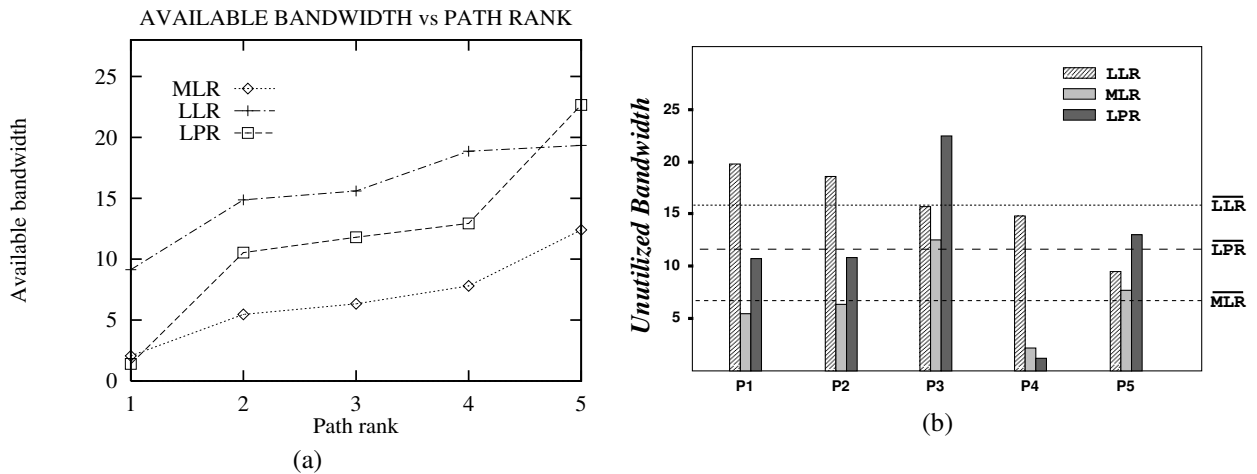 AVAILABLE BANDWIDTH vs PATH RANK
Available bandwidth
25
20
15
10
5
0
MLR
LLR
LPR
1 2 3 4 5
Path rank
(a)
Unutilized Bandwidth
25
20
15
10
5
LLR
MLR
LPR
LLR
LPR
MLR
P1 P2 P3 P4 P5
(b)